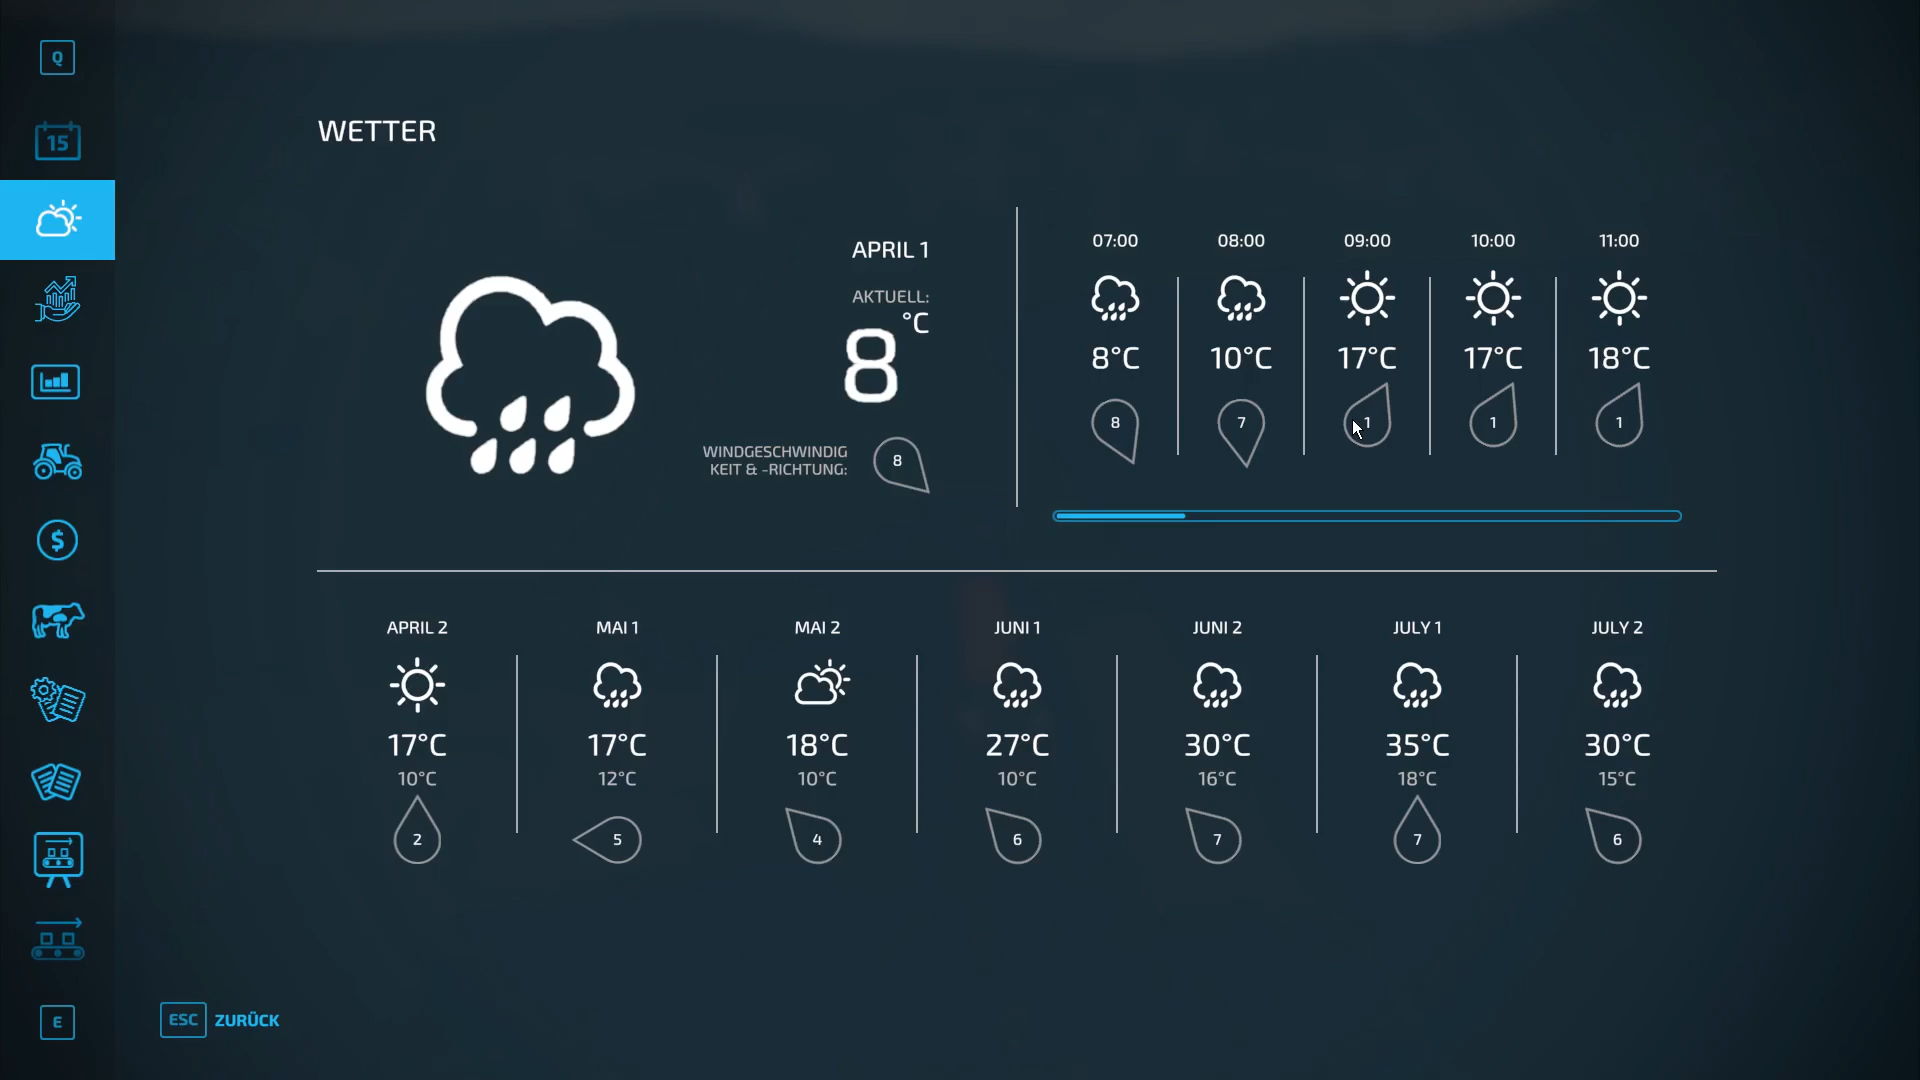 Q
15
WETTER
APRIL 1
AKTUELL:
°C
8
WINDGESCHWINDIG
KEIT & -RICHTUNG:
8
07:00 08:00 09:00 10:00 11:00
8°C 10°C 17°C 17°C 18°C
8 7 1 1 1
$
APRIL 2 MAI 1 MAI 2 JUNI 1 JUNI 2 JULY 1 JULY 2
17°C 17°C 18°C 27°C 30°C 35°C 30°C
10°C 12°C 10°C 10°C 16°C 18°C 15°C
2 5 4 6 7 7 6
E
ESC ZURÜCK